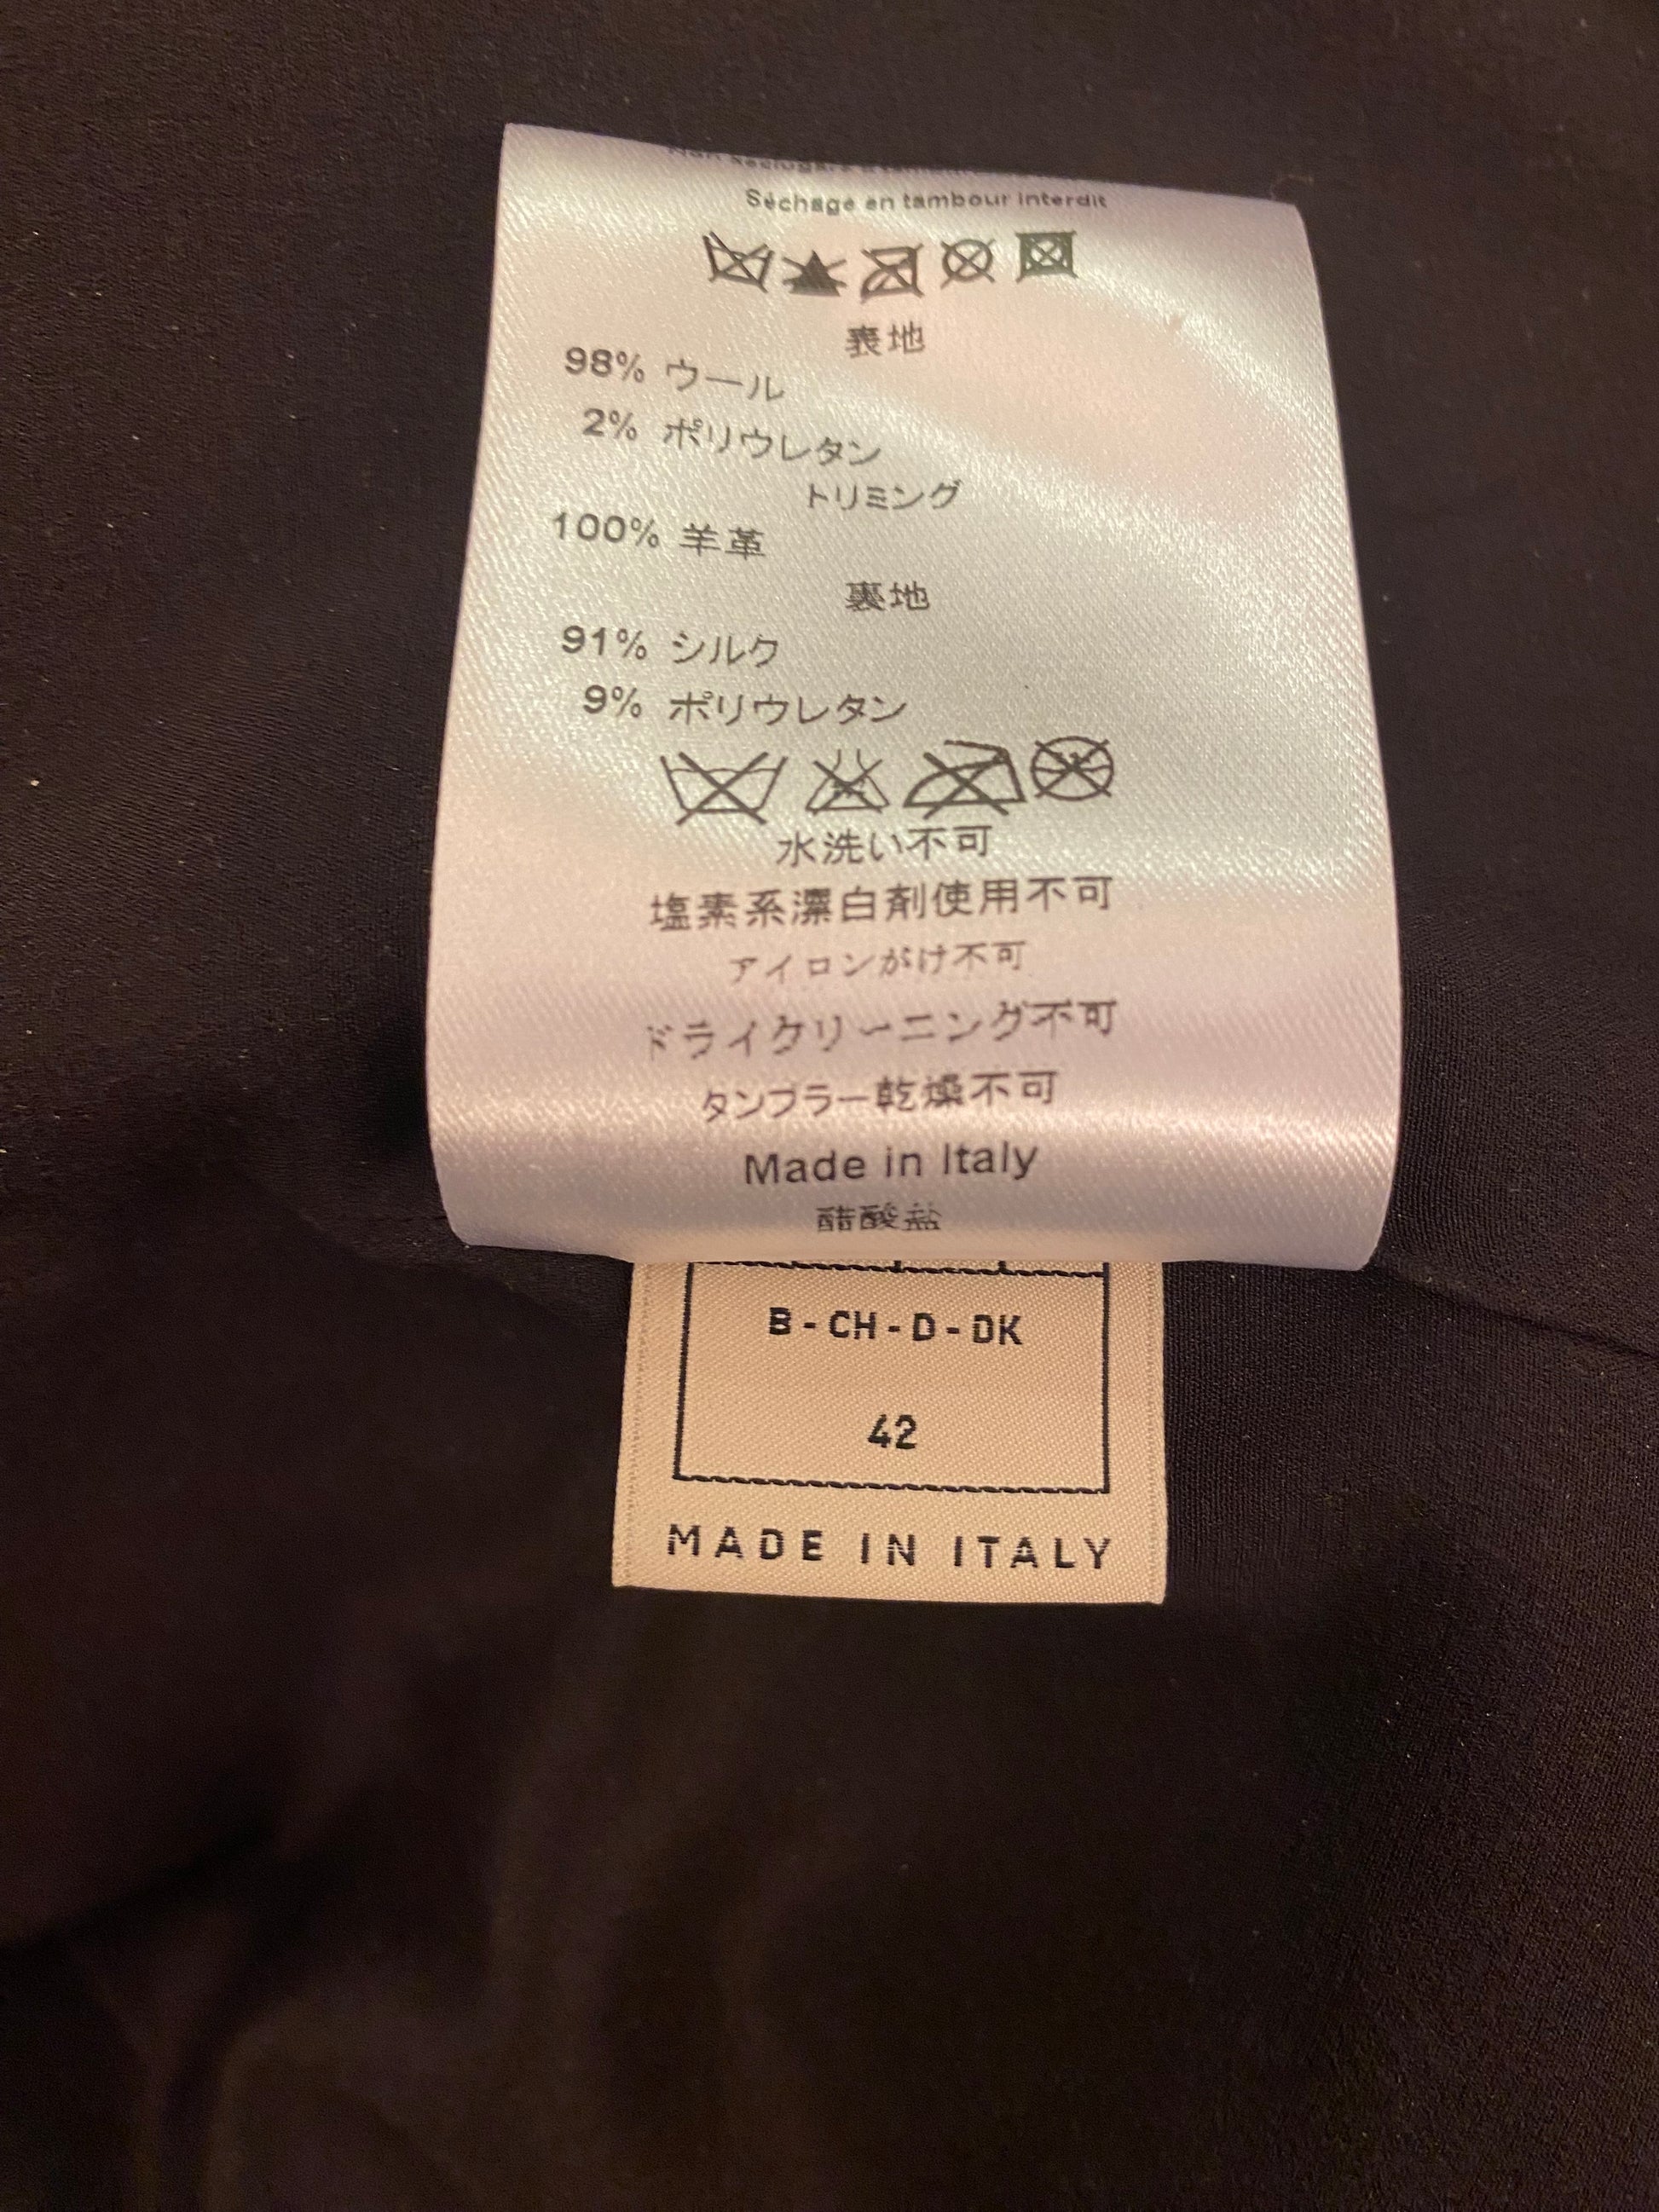 Séchage en tambour interdit
表地
98% ウール
2% ポリウレタン
トリミング
100% 羊革
裏地
91% シルク
9% ポリウレタン
水洗い不可
塩素系漂白剤使用不可
アイロンがけ不可
ドライクリーニング不可
タンブラー乾燥不可
Made in Italy
醋酸盐
B - CH - D - DK
42
MADE IN ITALY